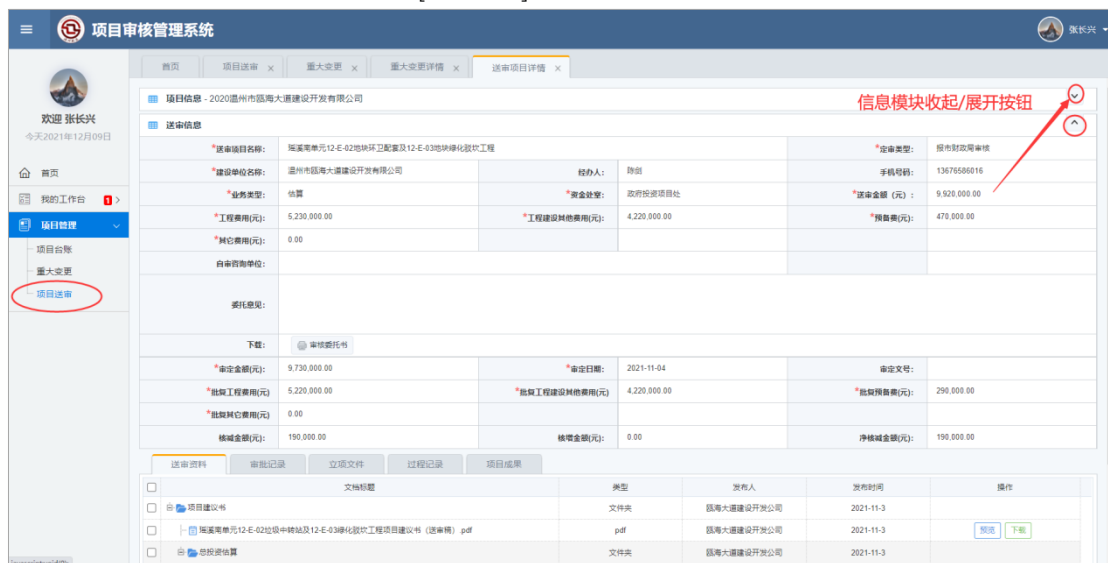 项目审核管理系统
张长兴
首页 项目送审 × 重大变更 × 重大变更详情 × 送审项目详情 ×
欢迎 张长兴
今天2021年12月09日
首页
我的工作台 1
项目管理
项目台账
重大变更
项目送审
项目信息 - 2020温州市瓯海大道建设开发有限公司
信息模块收起/展开按钮
送审信息
*送审项目名称: 瑶溪南单元12-E-02地块环卫配套及12-E-03地块绿化驳坎工程 *定审类型: 报市财政局审核
*建设单位名称: 温州市瓯海大道建设开发有限公司 经办人: 陈剑 手机号码: 13676586016
*业务类型: 估算 *资金处室: 政府投资项目处 *送审金额（元）: 9,920,000.00
*工程费用(元): 5,230,000.00 *工程建设其他费用(元): 4,220,000.00 *预备费(元): 470,000.00
*其它费用(元): 0.00
自审咨询单位:
委托意见:
下载: 审核委托书
*审定金额(元): 9,730,000.00 *审定日期: 2021-11-04 审定文号:
*批复工程费用(元) 5,220,000.00 *批复工程建设其他费用(元) 4,220,000.00 *批复预备费(元): 290,000.00
*批复其它费用(元) 0.00
核减金额(元): 190,000.00 核增金额(元): 0.00 净核减金额(元): 190,000.00
送审资料 审批记录 立项文件 过程记录 项目成果
文档标题 类型 发布人 发布时间 操作
项目建议书 文件夹 瓯海大道建设开发公司 2021-11-3
瑶溪南单元12-E-02垃圾中转站及12-E-03绿化驳坎工程项目建议书（送审稿）.pdf pdf 瓯海大道建设开发公司 2021-11-3 预览 下载
总投资估算 文件夹 瓯海大道建设开发公司 2021-11-3